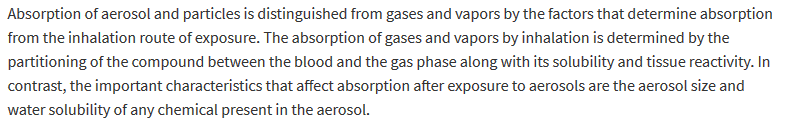 Absorption of aerosol and particles is distinguished from gases and vapors by the factors that determine absorption
from the inhalation route of exposure. The absorption of gases and vapors by inhalation is determined by the
partitioning of the compound between the blood and the gas phase along with its solubility and tissue reactivity. In
contrast, the important characteristics that affect absorption after exposure to aerosols are the aerosol size and
water solubility of any chemical present in the aerosol.